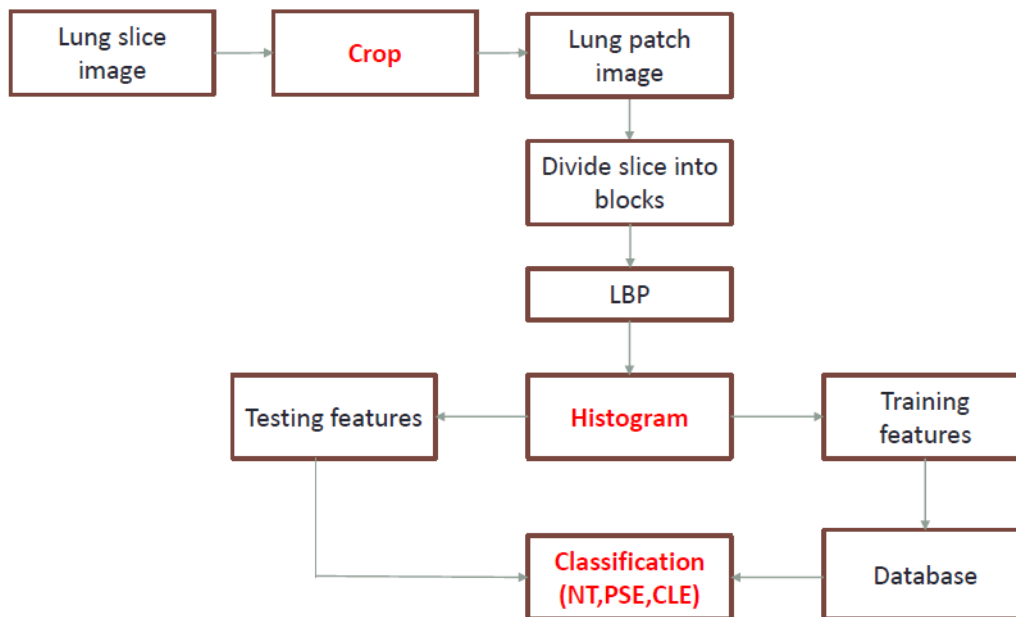 Lung slice
image
Crop
Lung patch
image
Divide slice into
blocks
LBP
Testing features
Histogram
Training
features
Classification
(NT,PSE,CLE)
Database